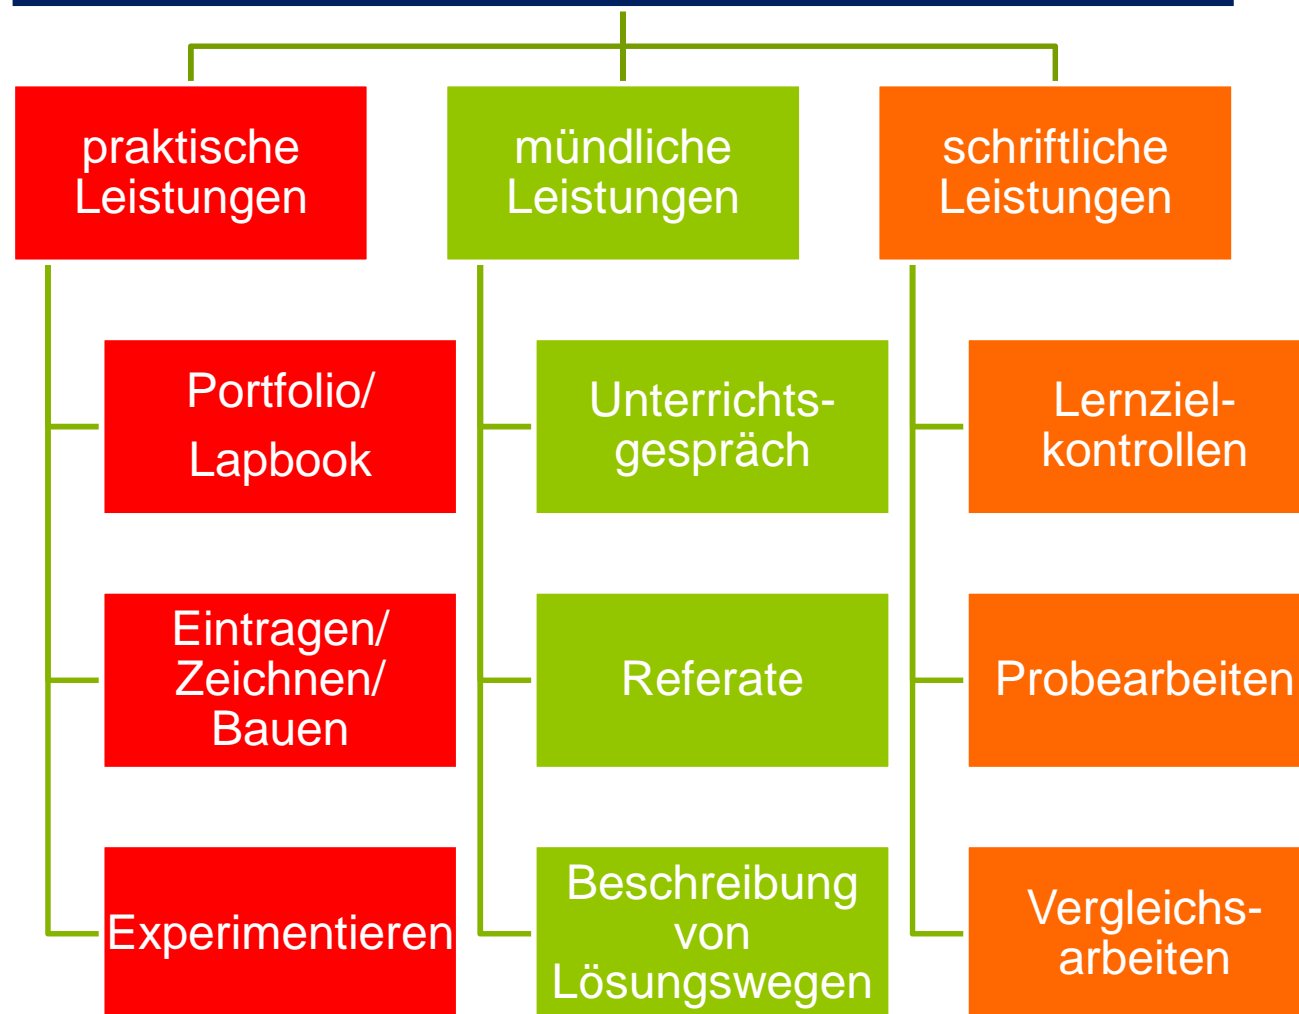 praktische
Leistungen
mündliche
Leistungen
schriftliche
Leistungen
Portfolio/
Lapbook
Unterrichts-
gespräch
Lernziel-
kontrollen
Eintragen/
Zeichnen/
Bauen
Referate
Probearbeiten
Experimentieren
Beschreibung
von
Lösungswegen
Vergleichs-
arbeiten